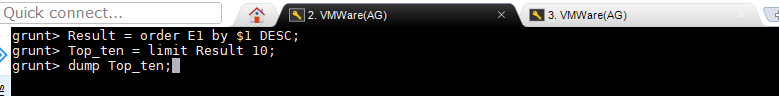 Quick connect...
2. VMWare(AG)
3. VMWare(AG)
grunt> Result = order E1 by $1 DESC;
grunt> Top_ten = limit Result 10;
grunt> dump Top_ten;